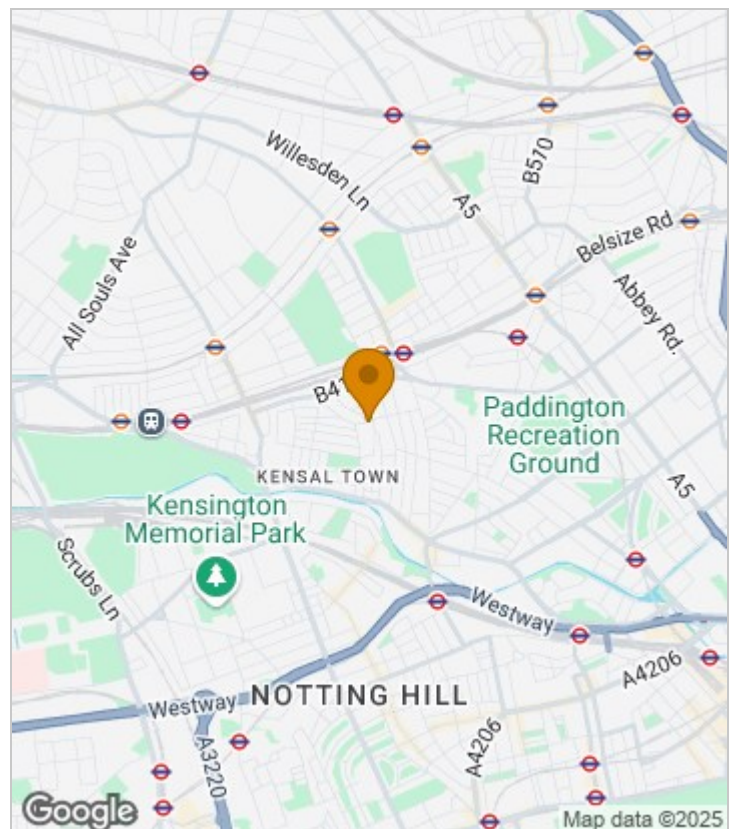 Willesden Ln
B510
A5
Belsize Rd
All Souls Ave
Abbey Rd.
B41
Paddington
Recreation
Ground
KENSAL TOWN
A5
Kensington
Memorial Park
Scrubs Ln
Westway
A4206
Westway
NOTTING HILL
A3220
A4206
Google
Map data ©2025